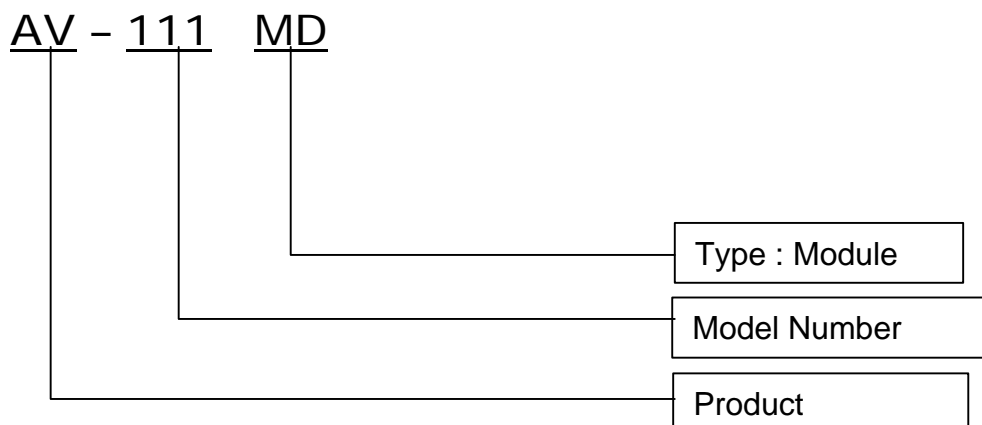 AV – 111 MD
Type : Module
Model Number
Product